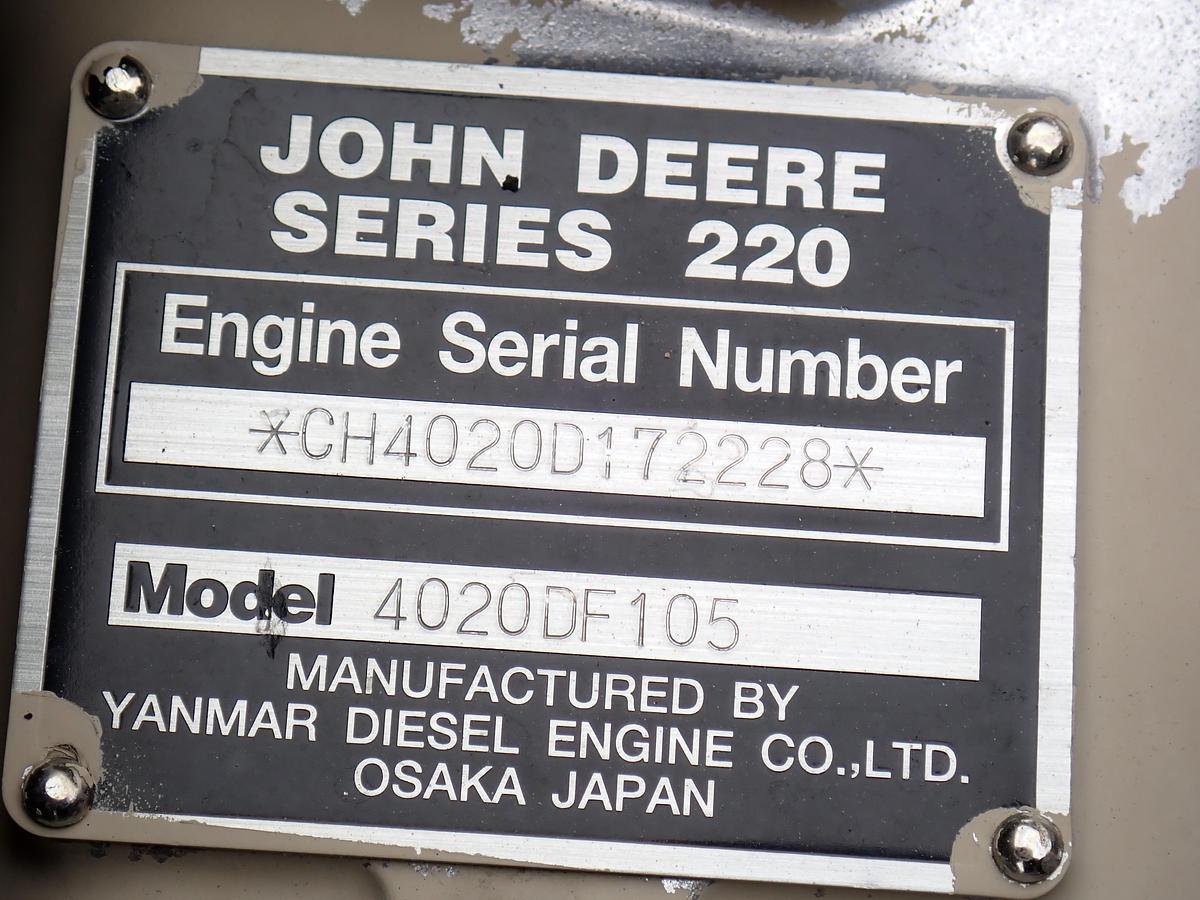 JOHN DEERE
SERIES 220
Engine Serial Number
*CH4020D172228*
Model 4020DF105
MANUFACTURED BY
YANMAR DIESEL ENGINE CO.,LTD.
OSAKA JAPAN